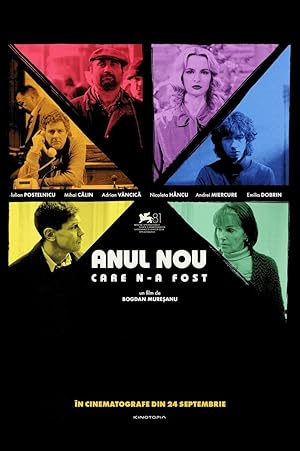 Iulian POSTELNICU Mihai CĂLIN Adrian VĂNCICĂ Nicoleta HÂNCU Andrei MIERCURE Emilia DOBRIN
81
ANUL NOU
CARE N-A FOST
un film de
BOGDAN MUREȘANU
ÎN CINEMATOGRAFE DIN 24 SEPTEMBRIE
KINOTOPIA